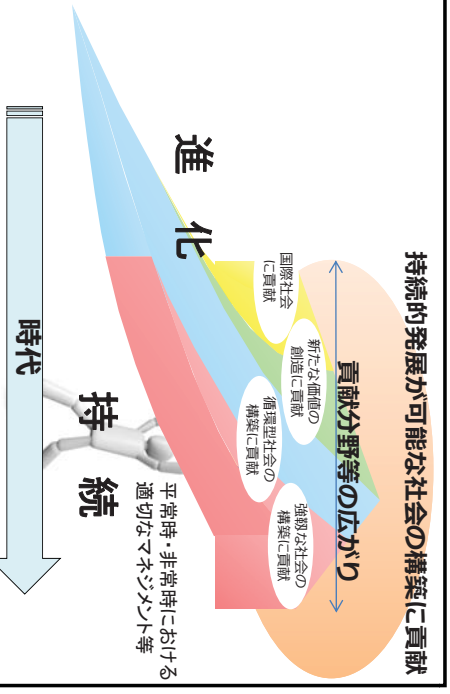 持続的発展が可能な社会の構築に貢献
貢献分野等の広がり
国際社会
に貢献
新たな価値の
創造に貢献
循環型社会の
構築に貢献
強靱な社会の
構築に貢献
進化
持続
平常時・非常時における
適切なマネジメント等
時代